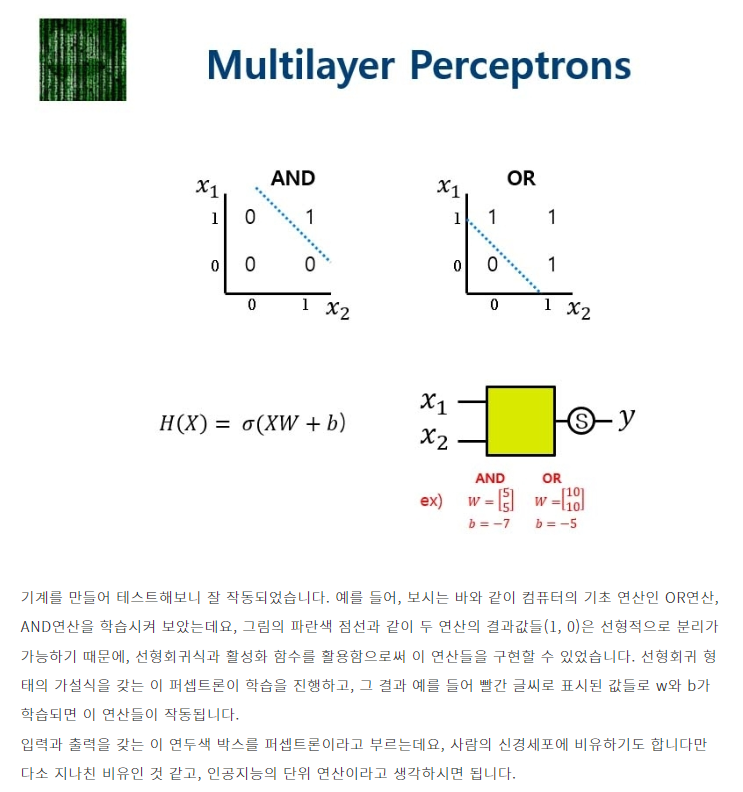 Multilayer Perceptrons
AND
OR
x₁
x₁
1 0 1
1 1 1
0 0 0
0 0 1
0 1 x₂
0 1 x₂
H(X) = σ(XW + b)
x₁
x₂
S y
AND OR
ex) W = [5 5] W = [10 10]
b = −7 b = −5
기계를 만들어 테스트해보니 잘 작동되었습니다. 예를 들어, 보시는 바와 같이 컴퓨터의 기초 연산인 OR연산,
AND연산을 학습시켜 보았는데요, 그림의 파란색 점선과 같이 두 연산의 결과값들(1, 0)은 선형적으로 분리가
가능하기 때문에, 선형회귀식과 활성화 함수를 활용함으로써 이 연산들을 구현할 수 있었습니다. 선형회귀 형
태의 가설식을 갖는 이 퍼셉트론이 학습을 진행하고, 그 결과 예를 들어 빨간 글씨로 표시된 값들로 w와 b가
학습되면 이 연산들이 작동됩니다.
입력과 출력을 갖는 이 연두색 박스를 퍼셉트론이라고 부르는데요, 사람의 신경세포에 비유하기도 합니다만
다소 지나친 비유인 것 같고, 인공지능의 단위 연산이라고 생각하시면 됩니다.